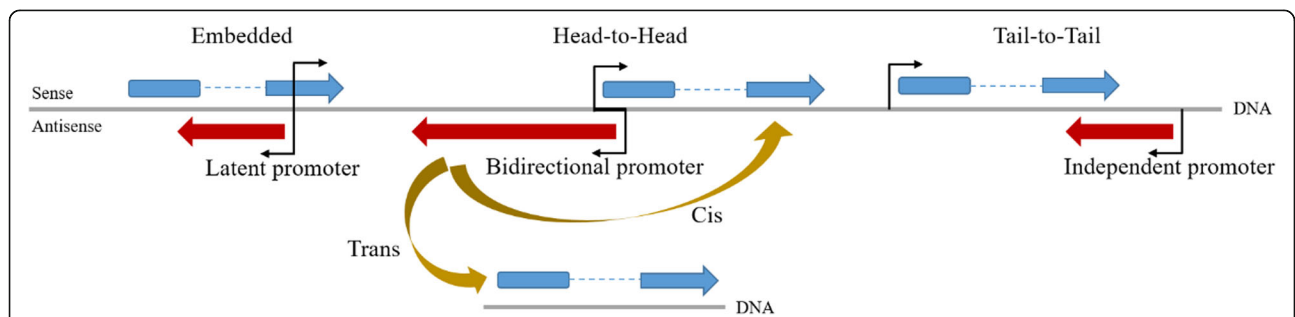 Embedded
Head-to-Head
Tail-to-Tail
Sense
DNA
Antisense
Latent promoter
Bidirectional promoter
Independent promoter
Cis
Trans
DNA